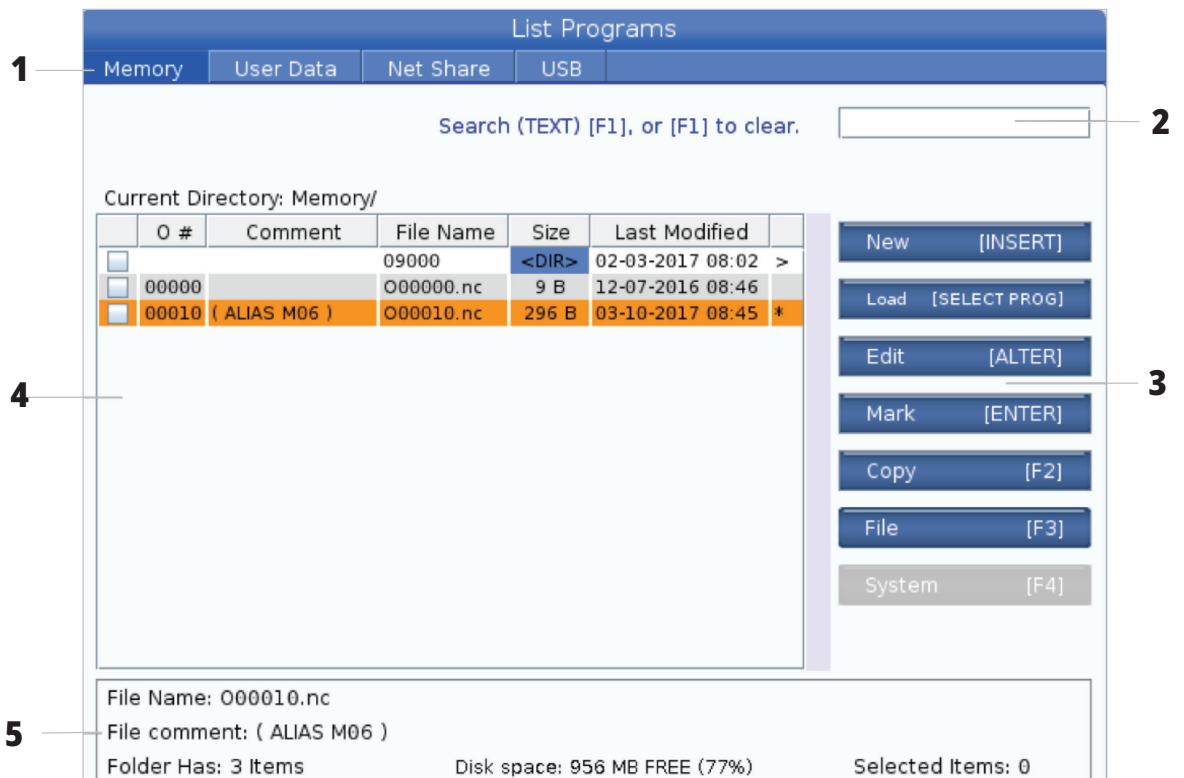 List Programs
1 Memory User Data Net Share USB
Search (TEXT) [F1], or [F1] to clear. 2
Current Directory: Memory/
O # Comment File Name Size Last Modified
09000 <DIR> 02-03-2017 08:02 >
00000 O00000.nc 9 B 12-07-2016 08:46
00010 ( ALIAS M06 ) O00010.nc 296 B 03-10-2017 08:45 *
New [INSERT]
Load [SELECT PROG]
Edit [ALTER]
3
Mark [ENTER]
Copy [F2]
File [F3]
System [F4]
4
File Name: O00010.nc
5 File comment: ( ALIAS M06 )
Folder Has: 3 Items Disk space: 956 MB FREE (77%) Selected Items: 0